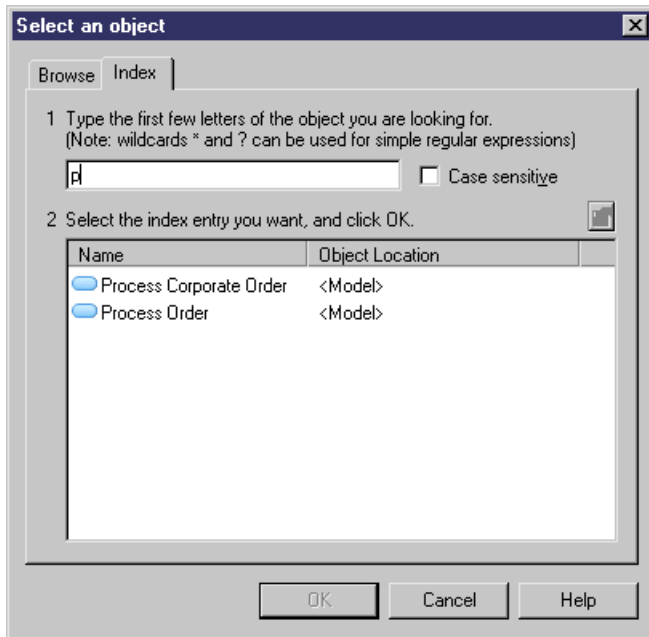 Select an object
Browse Index
1 Type the first few letters of the object you are looking for.
(Note: wildcards * and ? can be used for simple regular expressions)
p
Case sensitive
2 Select the index entry you want, and click OK.
Name Object Location
Process Corporate Order <Model>
Process Order <Model>
OK Cancel Help